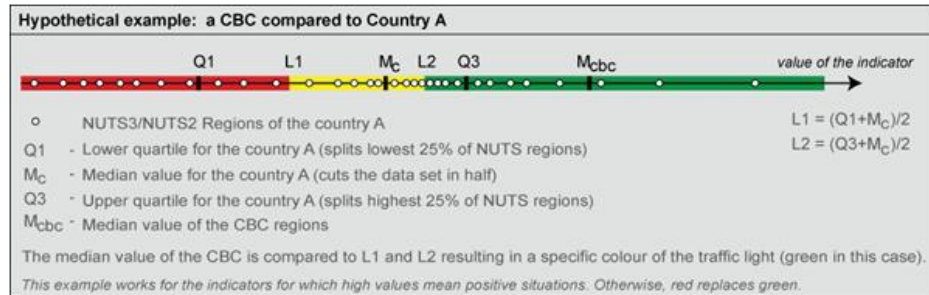 Hypothetical example: a CBC compared to Country A
Q1 L1 Mc L2 Q3 Mcbc value of the indicator
NUTS3/NUTS2 Regions of the country A L1 = (Q1+Mc)/2
Q1 - Lower quartile for the country A (splits lowest 25% of NUTS regions) L2 = (Q3+Mc)/2
Mc - Median value for the country A (cuts the data set in half)
Q3 - Upper quartile for the country A (splits highest 25% of NUTS regions)
Mcbc - Median value of the CBC regions
The median value of the CBC is compared to L1 and L2 resulting in a specific colour of the traffic light (green in this case).
This example works for the indicators for which high values mean positive situations. Otherwise, red replaces green.